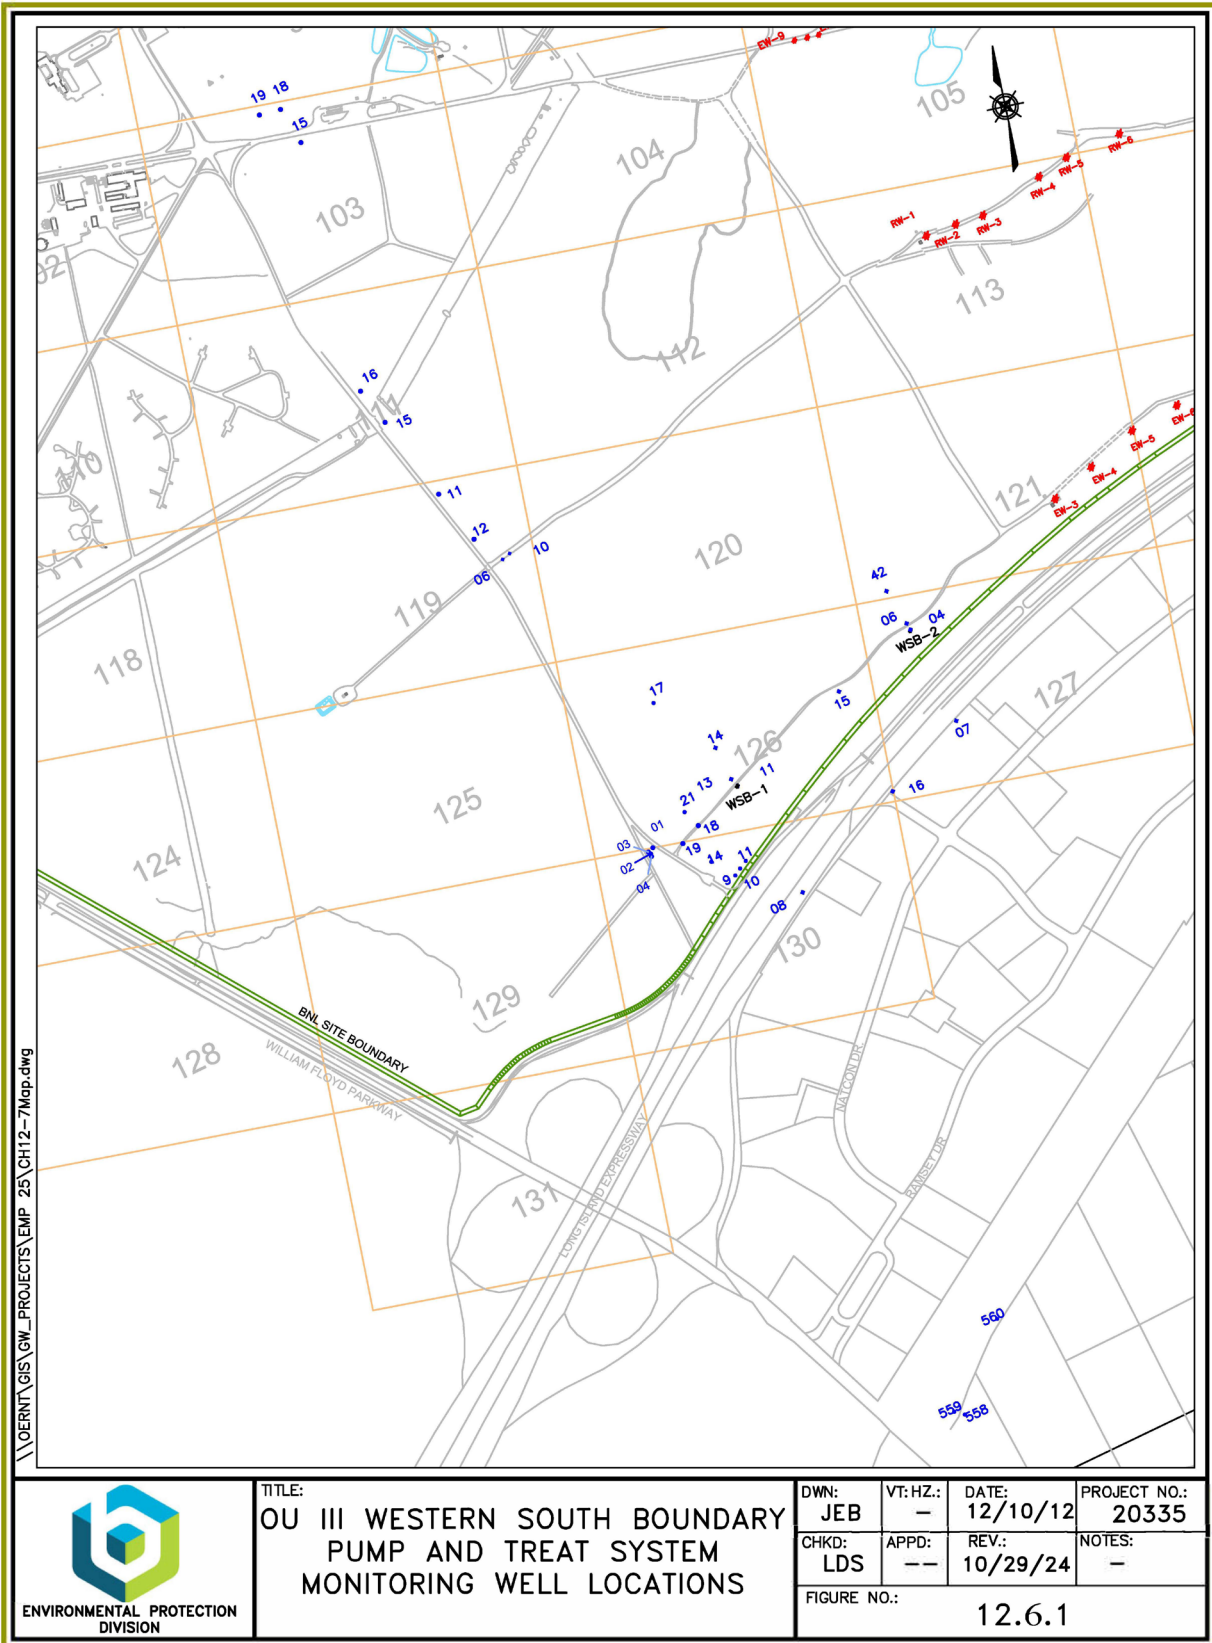 EW-9
105
19 18
15
104
RW-6
RW-5
RW-4
103
RW-1
RW-3
RW-2
113
112
16
111
15
EW-6
EW-5
110
EW-4
11
121
EW-3
12
10
120
06
42
119
06
04
WSB-2
118
17
15
127
14
07
126
11
13
16
21
WSB-1
125
01
18
03
19
11
124
02
14
9
10
04
08
130
129
BNL SITE BOUNDARY
128
WILLIAM FLOYD PARKWAY
NATCON DR.
LONG ISLAND EXPRESSWAY
RAMSEY DR
131
560
559
558
\\OERNT\GIS\GW_PROJECTS\EMP 25\CH12-7Map.dwg
ENVIRONMENTAL PROTECTION
DIVISION
TITLE:
OU III WESTERN SOUTH BOUNDARY
PUMP AND TREAT SYSTEM
MONITORING WELL LOCATIONS
DWN:
JEB
VT: HZ.:
–
DATE:
12/10/12
PROJECT NO.:
20335
CHKD:
LDS
APPD:
--
REV.:
10/29/24
NOTES:
–
FIGURE NO.:
12.6.1